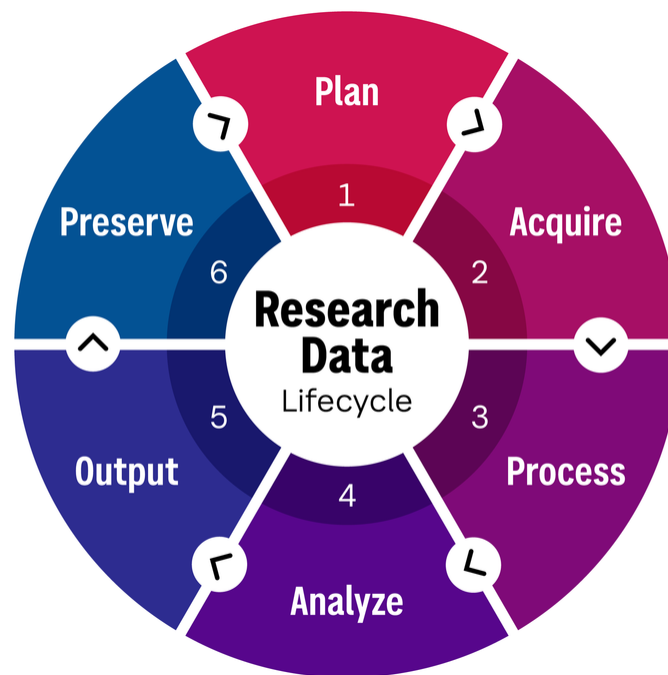 Plan
1
Acquire
2
Process
3
Analyze
4
Output
5
Preserve
6
Research
Data
Lifecycle